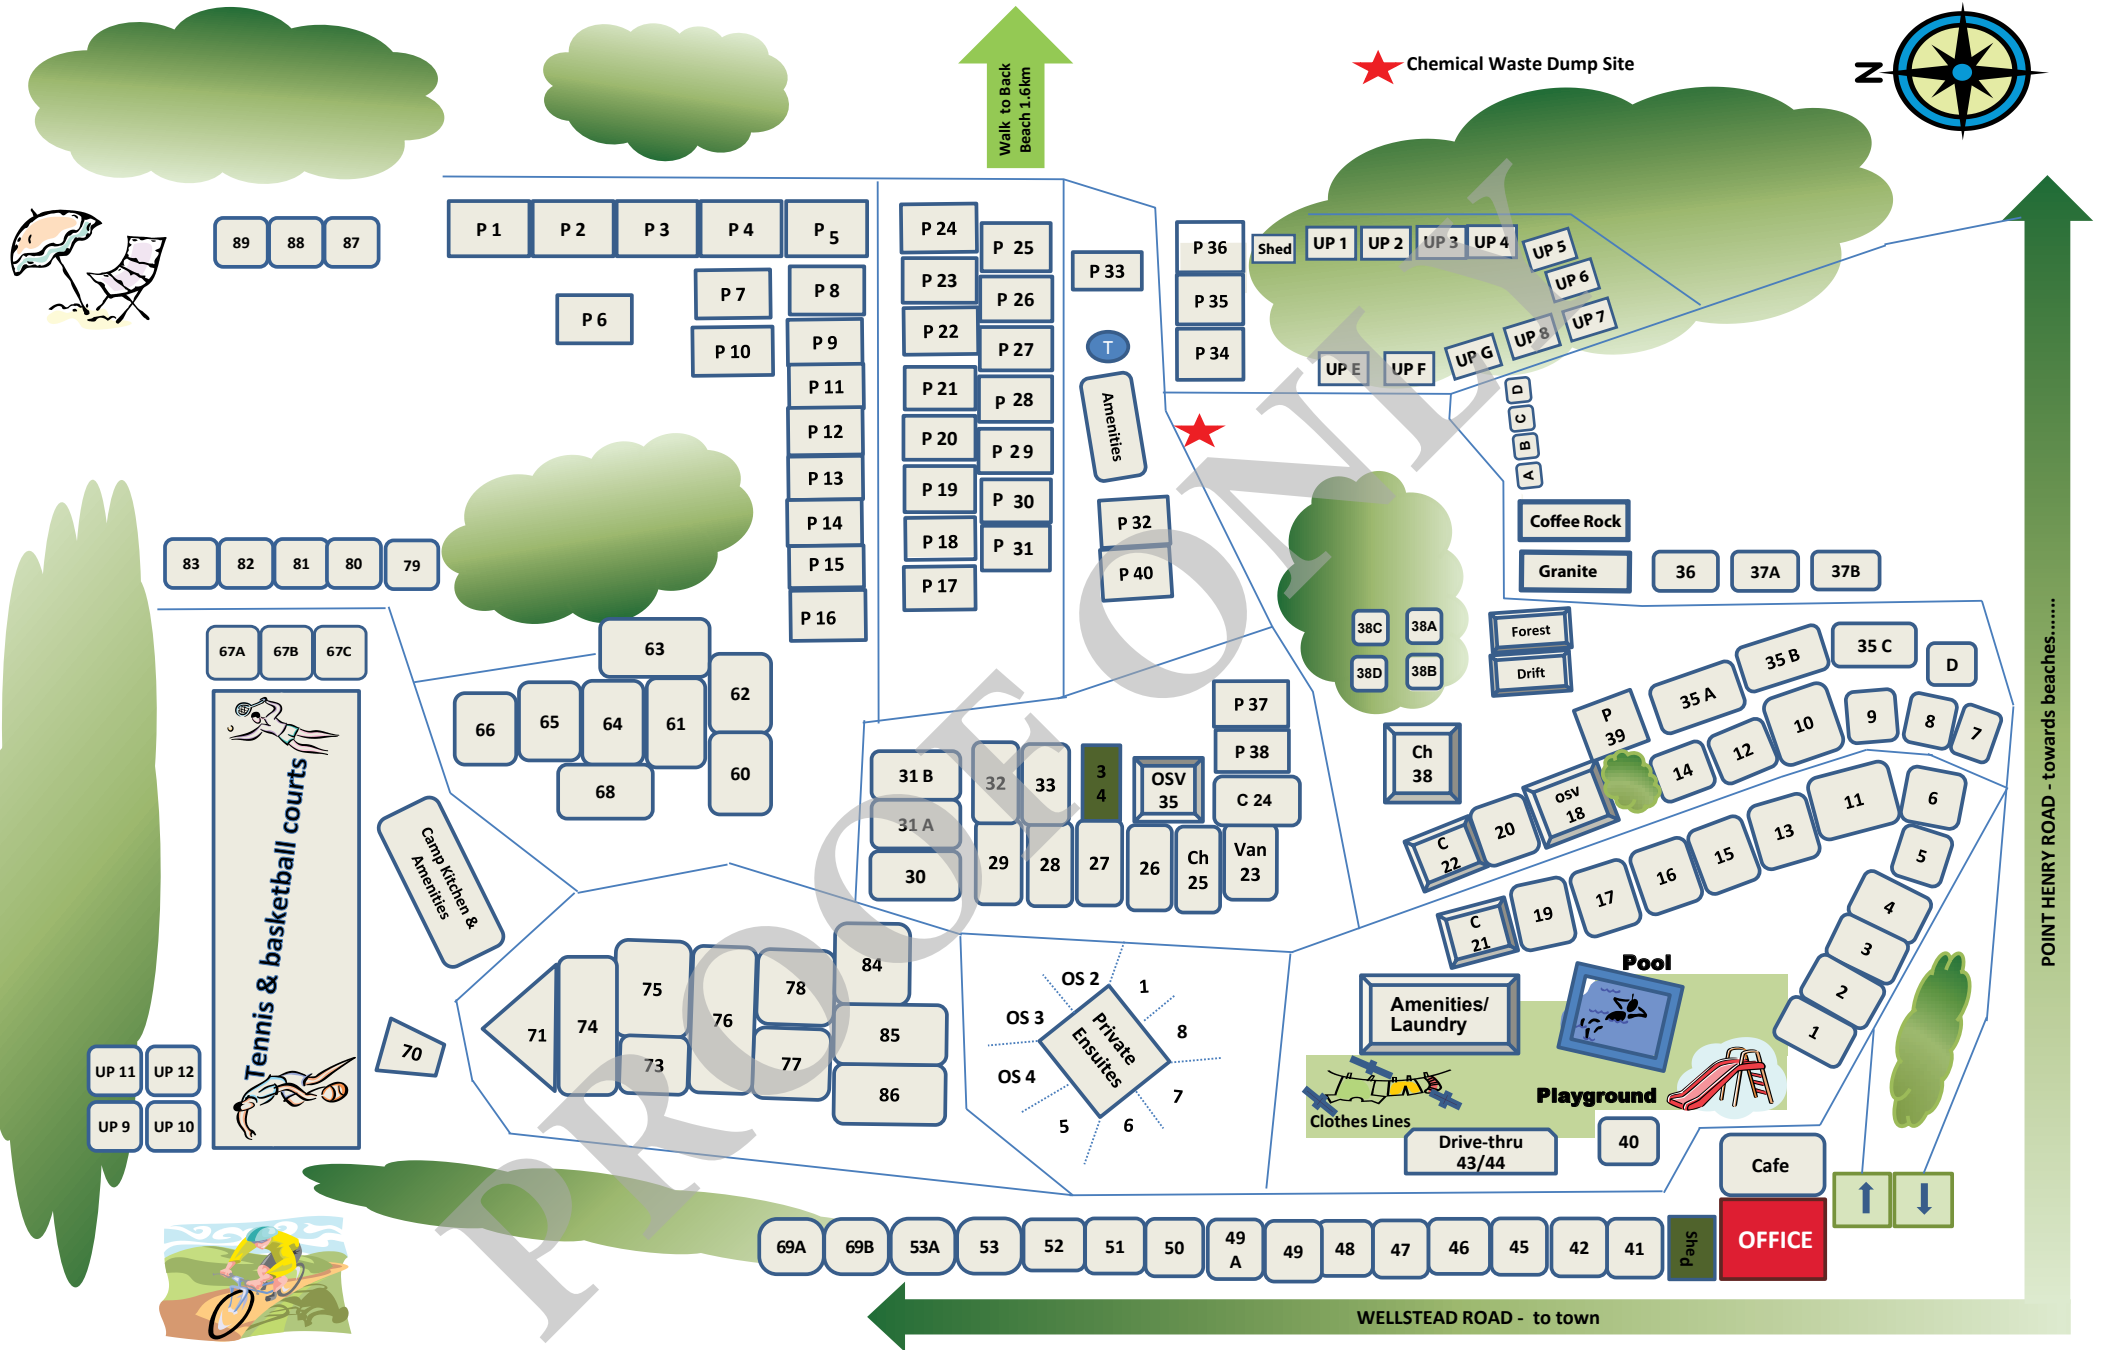 Walk to Back
Beach 1.6km
Chemical Waste Dump Site
N
89
88
87
P 1
P 2
P 3
P 4
P 5
P 24
P 25
P 33
P 36
Shed
UP 1
UP 2
UP 3
UP 4
UP 5
UP 6
UP 7
UP 8
UP G
UP F
UP E
P 6
P 7
P 8
P 23
P 26
P 35
P 10
P 9
P 22
P 27
T
P 34
P 11
P 21
P 28
Amenities
D
C
B
A
P 12
P 20
P 29
P 13
P 19
P 30
P 32
Coffee Rock
P 14
P 18
P 31
P 40
Granite
36
37A
37B
83
82
81
80
79
P 15
P 17
P 16
67A
67B
67C
63
38C
38A
38D
38B
Forest
Drift
35 A
35 B
35 C
D
66
65
64
61
62
60
68
P 37
P 38
C 24
P
39
14
12
10
9
8
7
31 B
31 A
30
32
33
3
4
OSV
35
Ch
38
29
28
27
26
Ch
25
Van
23
C
22
20
osv
18
11
6
5
13
15
16
17
19
C
21
4
3
2
1
Tennis & basketball courts
Camp Kitchen &
Amenities
70
71
74
75
73
76
78
77
84
85
86
OS 2
1
OS 3
8
OS 4
7
5
6
Private
Ensuites
Amenities/
Laundry
Pool
Playground
Clothes Lines
Drive-thru
43/44
40
Cafe
OFFICE
UP 11
UP 12
UP 9
UP 10
69A
69B
53A
53
52
51
50
49
A
49
48
47
46
45
42
41
Shed
WELLSTEAD ROAD - to town
POINT HENRY ROAD - towards beaches......
PROOF ONLY